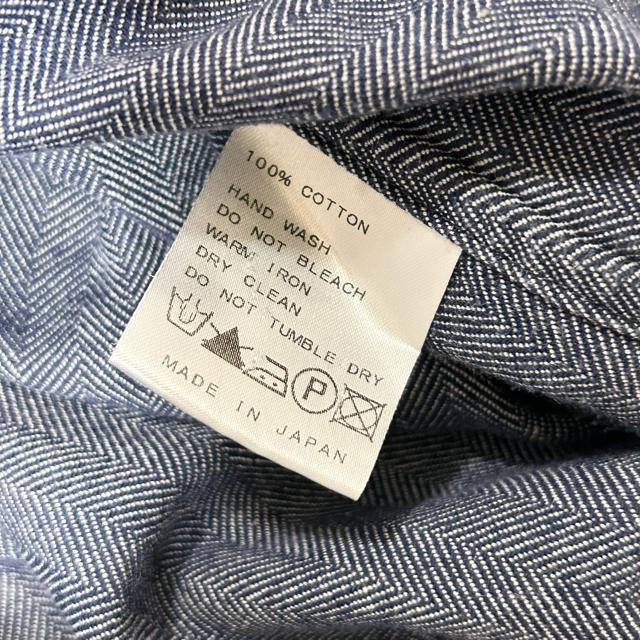 100% COTTON
HAND WASH
DO NOT BLEACH
WARM IRON
DRY CLEAN
DO NOT TUMBLE DRY
P
MADE IN JAPAN